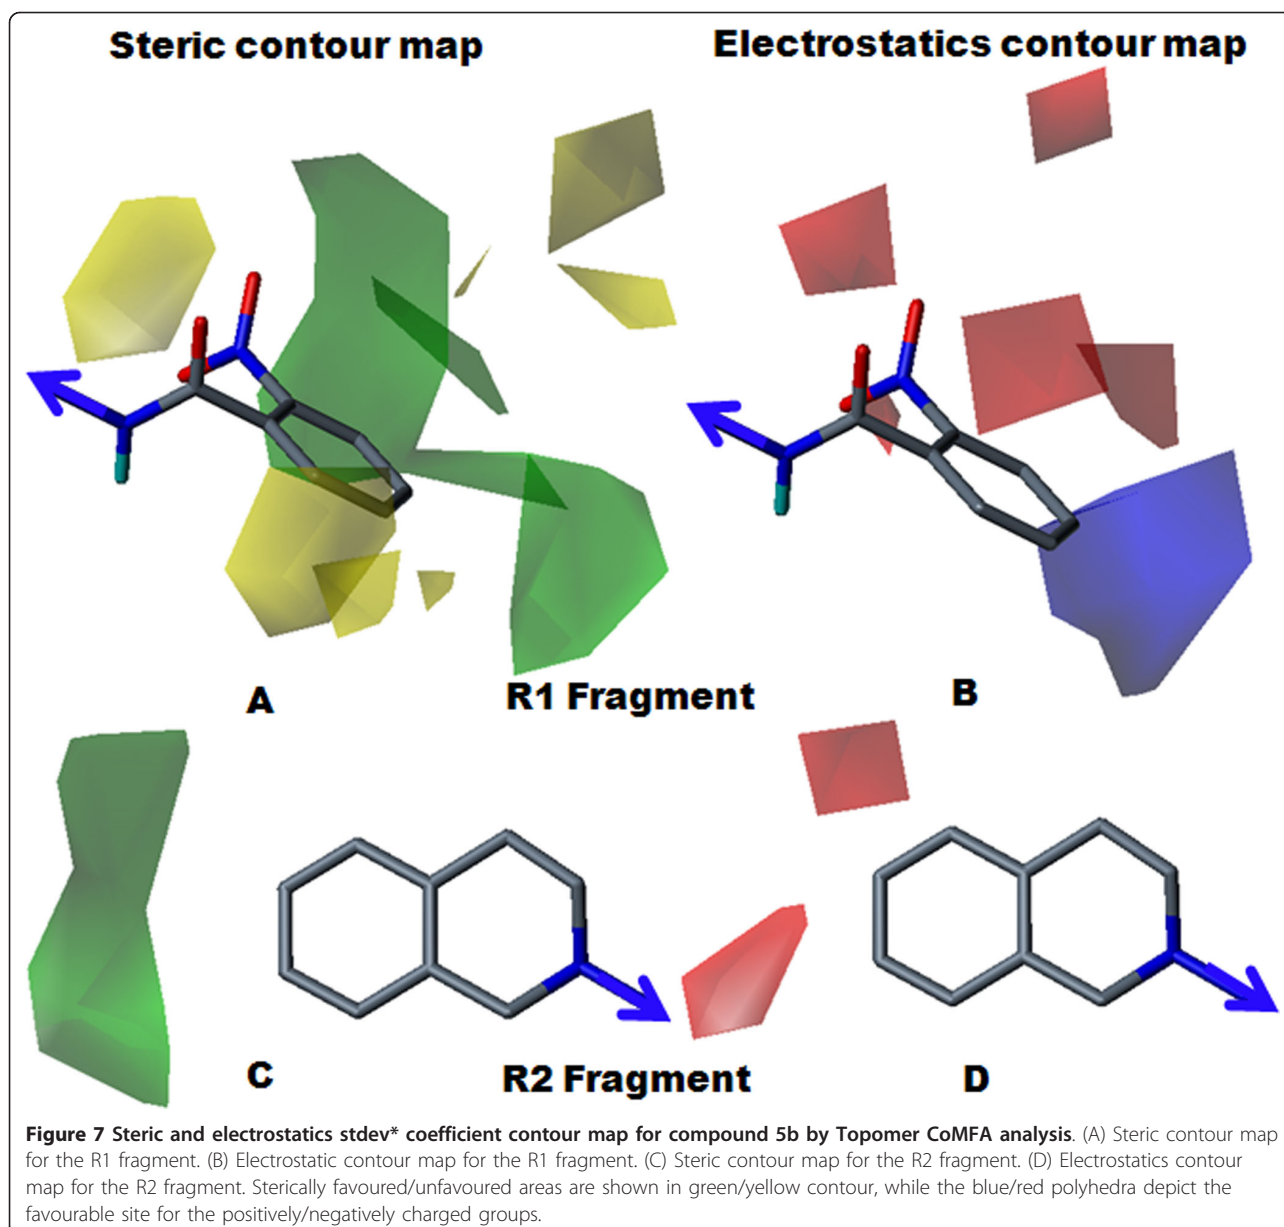 Steric contour map
Electrostatics contour map
A
R1 Fragment
B
C
R2 Fragment
D
Figure 7 Steric and electrostatics stdev* coefficient contour map for compound 5b by Topomer CoMFA analysis. (A) Steric contour map
for the R1 fragment. (B) Electrostatic contour map for the R1 fragment. (C) Steric contour map for the R2 fragment. (D) Electrostatics contour
map for the R2 fragment. Sterically favoured/unfavoured areas are shown in green/yellow contour, while the blue/red polyhedra depict the
favourable site for the positively/negatively charged groups.